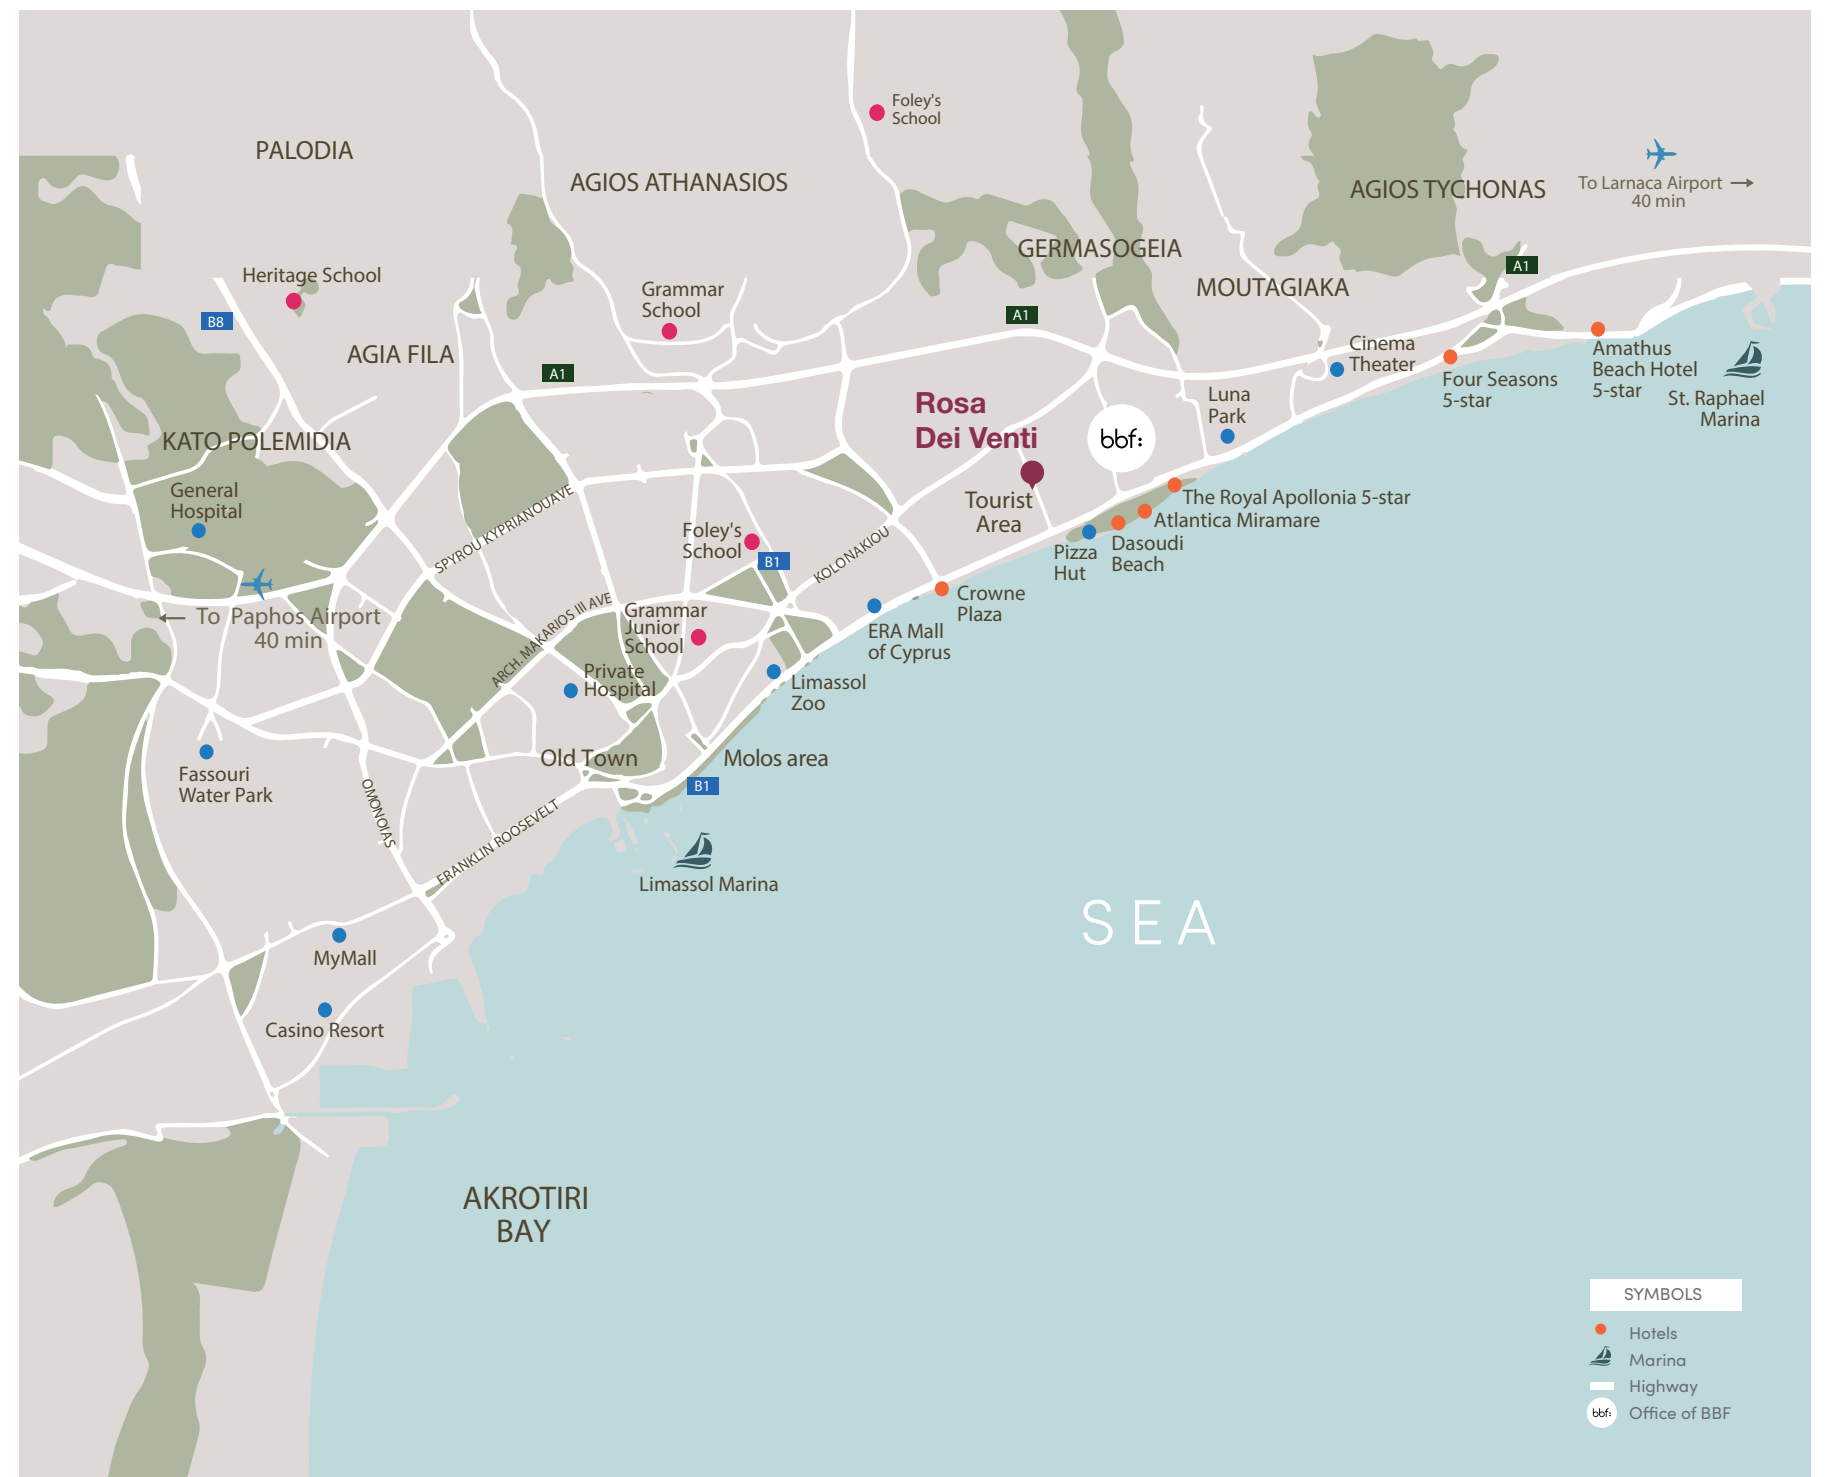 Foley's
School
PALODIA
AGIOS ATHANASIOS
To Larnaca Airport
40 min
AGIOS TYCHONAS
GERMASOGEIA
MOUTAGIAKA
A1
Heritage School
Grammar
School
B8
A1
AGIA FILA
A1
Cinema
Theater
Amathus
Beach Hotel
5-star
Four Seasons
5-star
St. Raphael
Marina
Luna
Park
Rosa
Dei Venti
bbf:
KATO POLEMIDIA
General
Hospital
SPYROU KYPRIANOUAVE
Tourist
Area
The Royal Apollonia 5-star
Atlantica Miramare
Dasoudi
Beach
Pizza
Hut
Foley's
School
B1
KOLONAKIOU
Crowne
Plaza
ERA Mall
of Cyprus
To Paphos Airport
40 min
ARCH. MAKARIOS III AVE
Grammar
Junior
School
Private
Hospital
Limassol
Zoo
Old Town
Molos area
B1
Fassouri
Water Park
OMONOIAS
FRANKLIN ROOSEVELT
Limassol Marina
SEA
MyMall
Casino Resort
AKROTIRI
BAY
SYMBOLS
Hotels
Marina
Highway
bbf:
Office of BBF